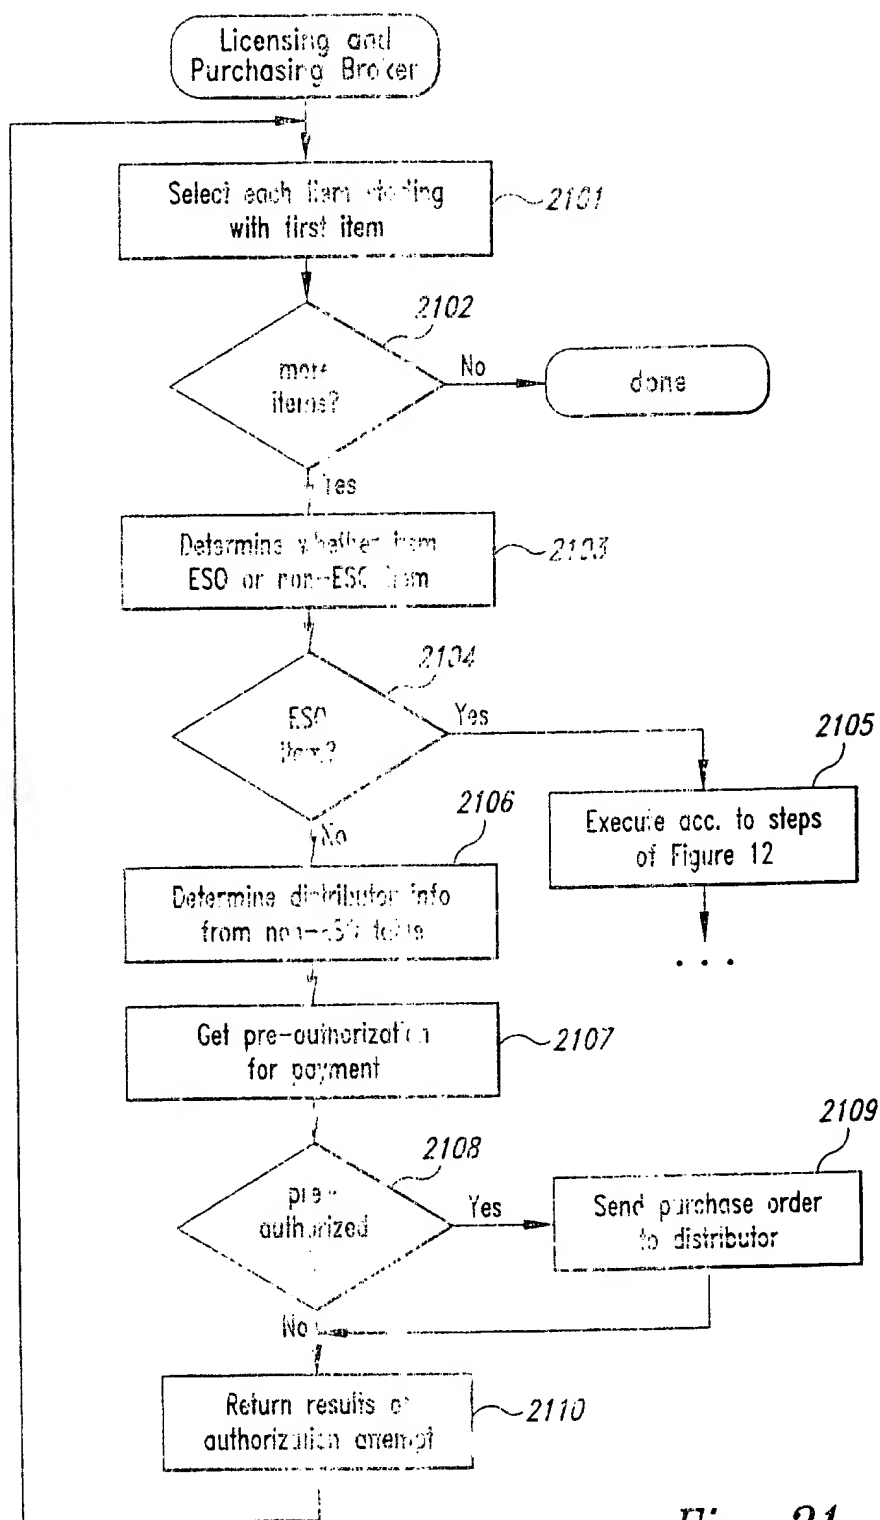 Licensing and
Purchasing Broker
Select each item starting
with first item
2101
2102
more
items?
No
done
Yes
Determine whether item
ESO or non-ESO item
2103
2104
ESO
item?
Yes
2105
Execute acc. to steps
of Figure 12
. . .
No
2106
Determine distributor info
from non-ESO table
Get pre-authorization
for payment
2107
2108
pre-
authorized
Yes
2109
Send purchase order
to distributor
No
Return results of
authorization attempt
2110
Fig. 21